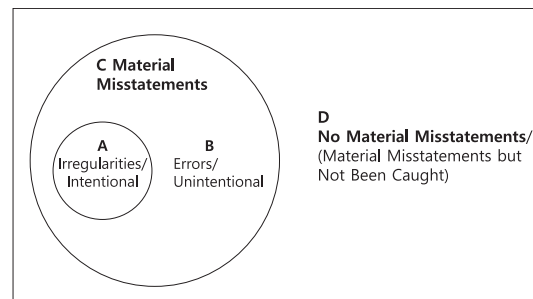 C Material
Misstatements
A
Irregularities/
Intentional
B
Errors/
Unintentional
D
No Material Misstatements/
(Material Misstatements but
Not Been Caught)